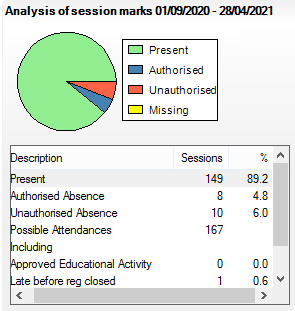 Analysis of session marks 01/09/2020 - 28/04/2021
Present
Authorised
Unauthorised
Missing
Description Sessions %
Present 149 89.2
Authorised Absence 8 4.8
Unauthorised Absence 10 6.0
Possible Attendances 167
Including
Approved Educational Activity 0 0.0
Late before reg closed 1 0.6